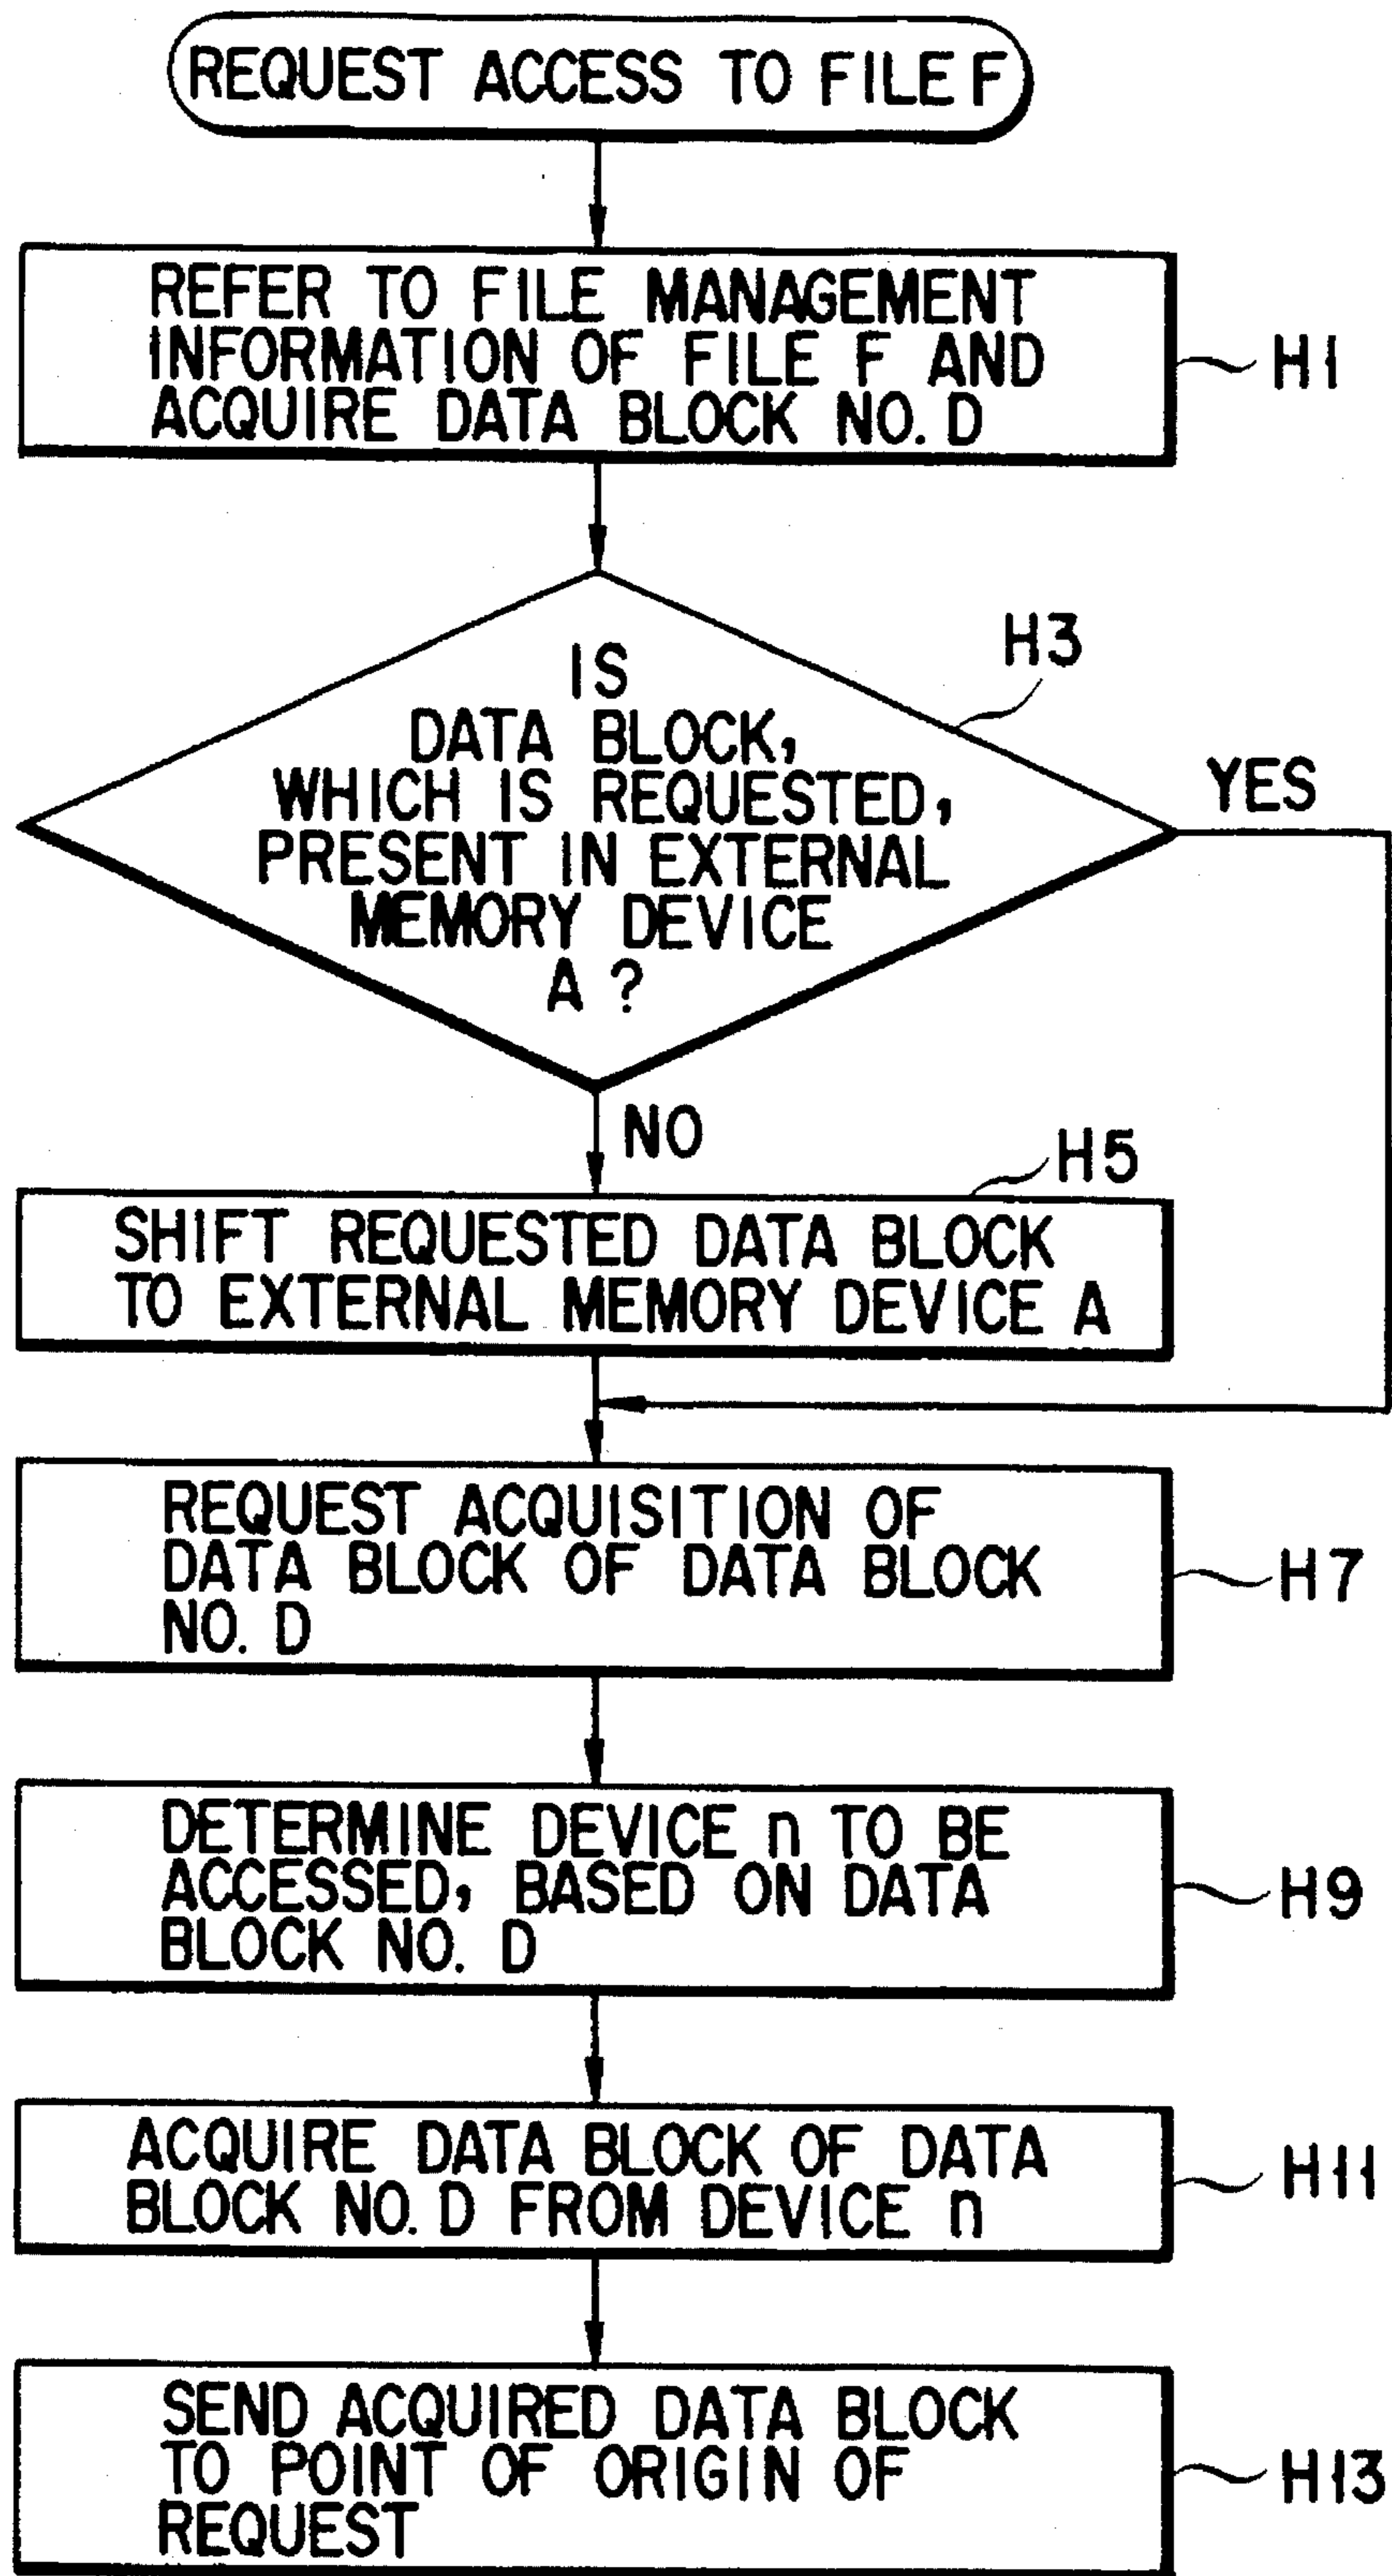 REQUEST ACCESS TO FILE F
REFER TO FILE MANAGEMENT
INFORMATION OF FILE F AND
ACQUIRE DATA BLOCK NO. D
H1
H3
IS
DATA BLOCK,
WHICH IS REQUESTED,
PRESENT IN EXTERNAL
MEMORY DEVICE
A ?
YES
NO
H5
SHIFT REQUESTED DATA BLOCK
TO EXTERNAL MEMORY DEVICE A
REQUEST ACQUISITION OF
DATA BLOCK OF DATA BLOCK
NO. D
H7
DETERMINE DEVICE n TO BE
ACCESSED, BASED ON DATA
BLOCK NO. D
H9
ACQUIRE DATA BLOCK OF DATA
BLOCK NO. D FROM DEVICE n
H11
SEND ACQUIRED DATA BLOCK
TO POINT OF ORIGIN OF
REQUEST
H13